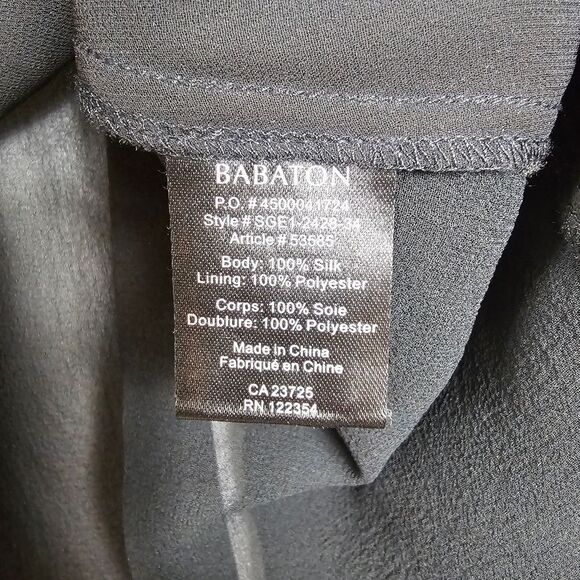 BABATON
P.O. # 4500041724
Style # SGE1-2428-34
Article # 53585
Body: 100% Silk
Lining: 100% Polyester
Corps: 100% Soie
Doublure: 100% Polyester
Made in China
Fabriqué en Chine
CA 23725
RN 122354